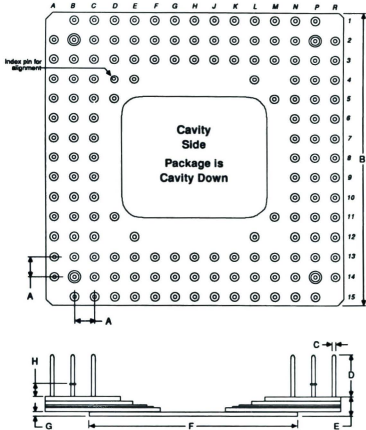 A B C D E F G H J K L M N P R
1
2
3
Index pin for
alignment
4
5
6
Cavity
Side
7
Package is
Cavity Down
8
B
9
10
11
12
13
A
14
15
A
C
H
D
G
F
E